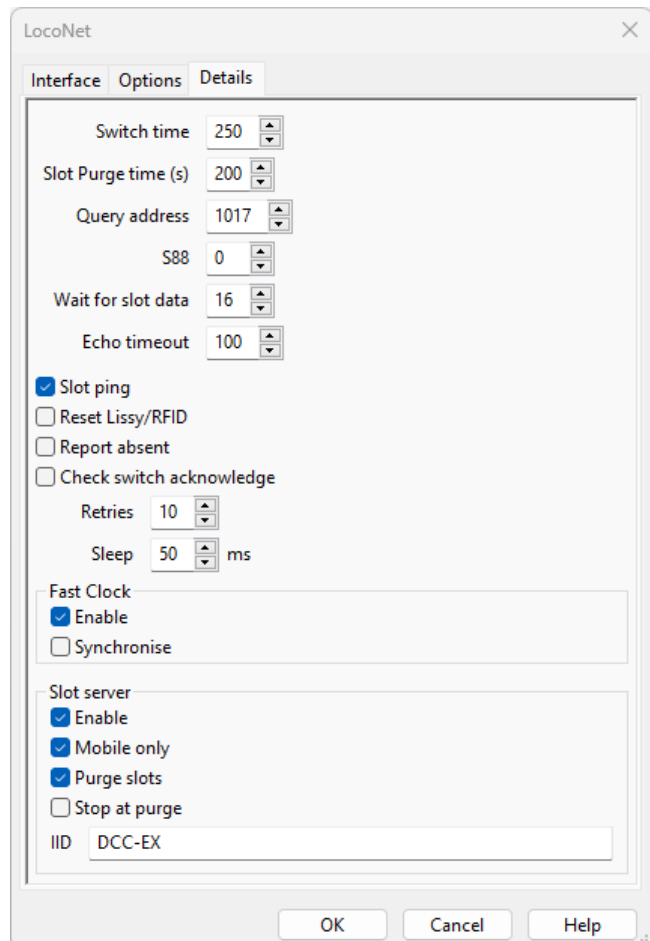 LocoNet
Interface Options Details
Switch time 250
Slot Purge time (s) 200
Query address 1017
S88 0
Wait for slot data 16
Echo timeout 100
Slot ping
Reset Lissy/RFID
Report absent
Check switch acknowledge
Retries 10
Sleep 50 ms
Fast Clock
Enable
Synchronise
Slot server
Enable
Mobile only
Purge slots
Stop at purge
IID DCC-EX
OK Cancel Help